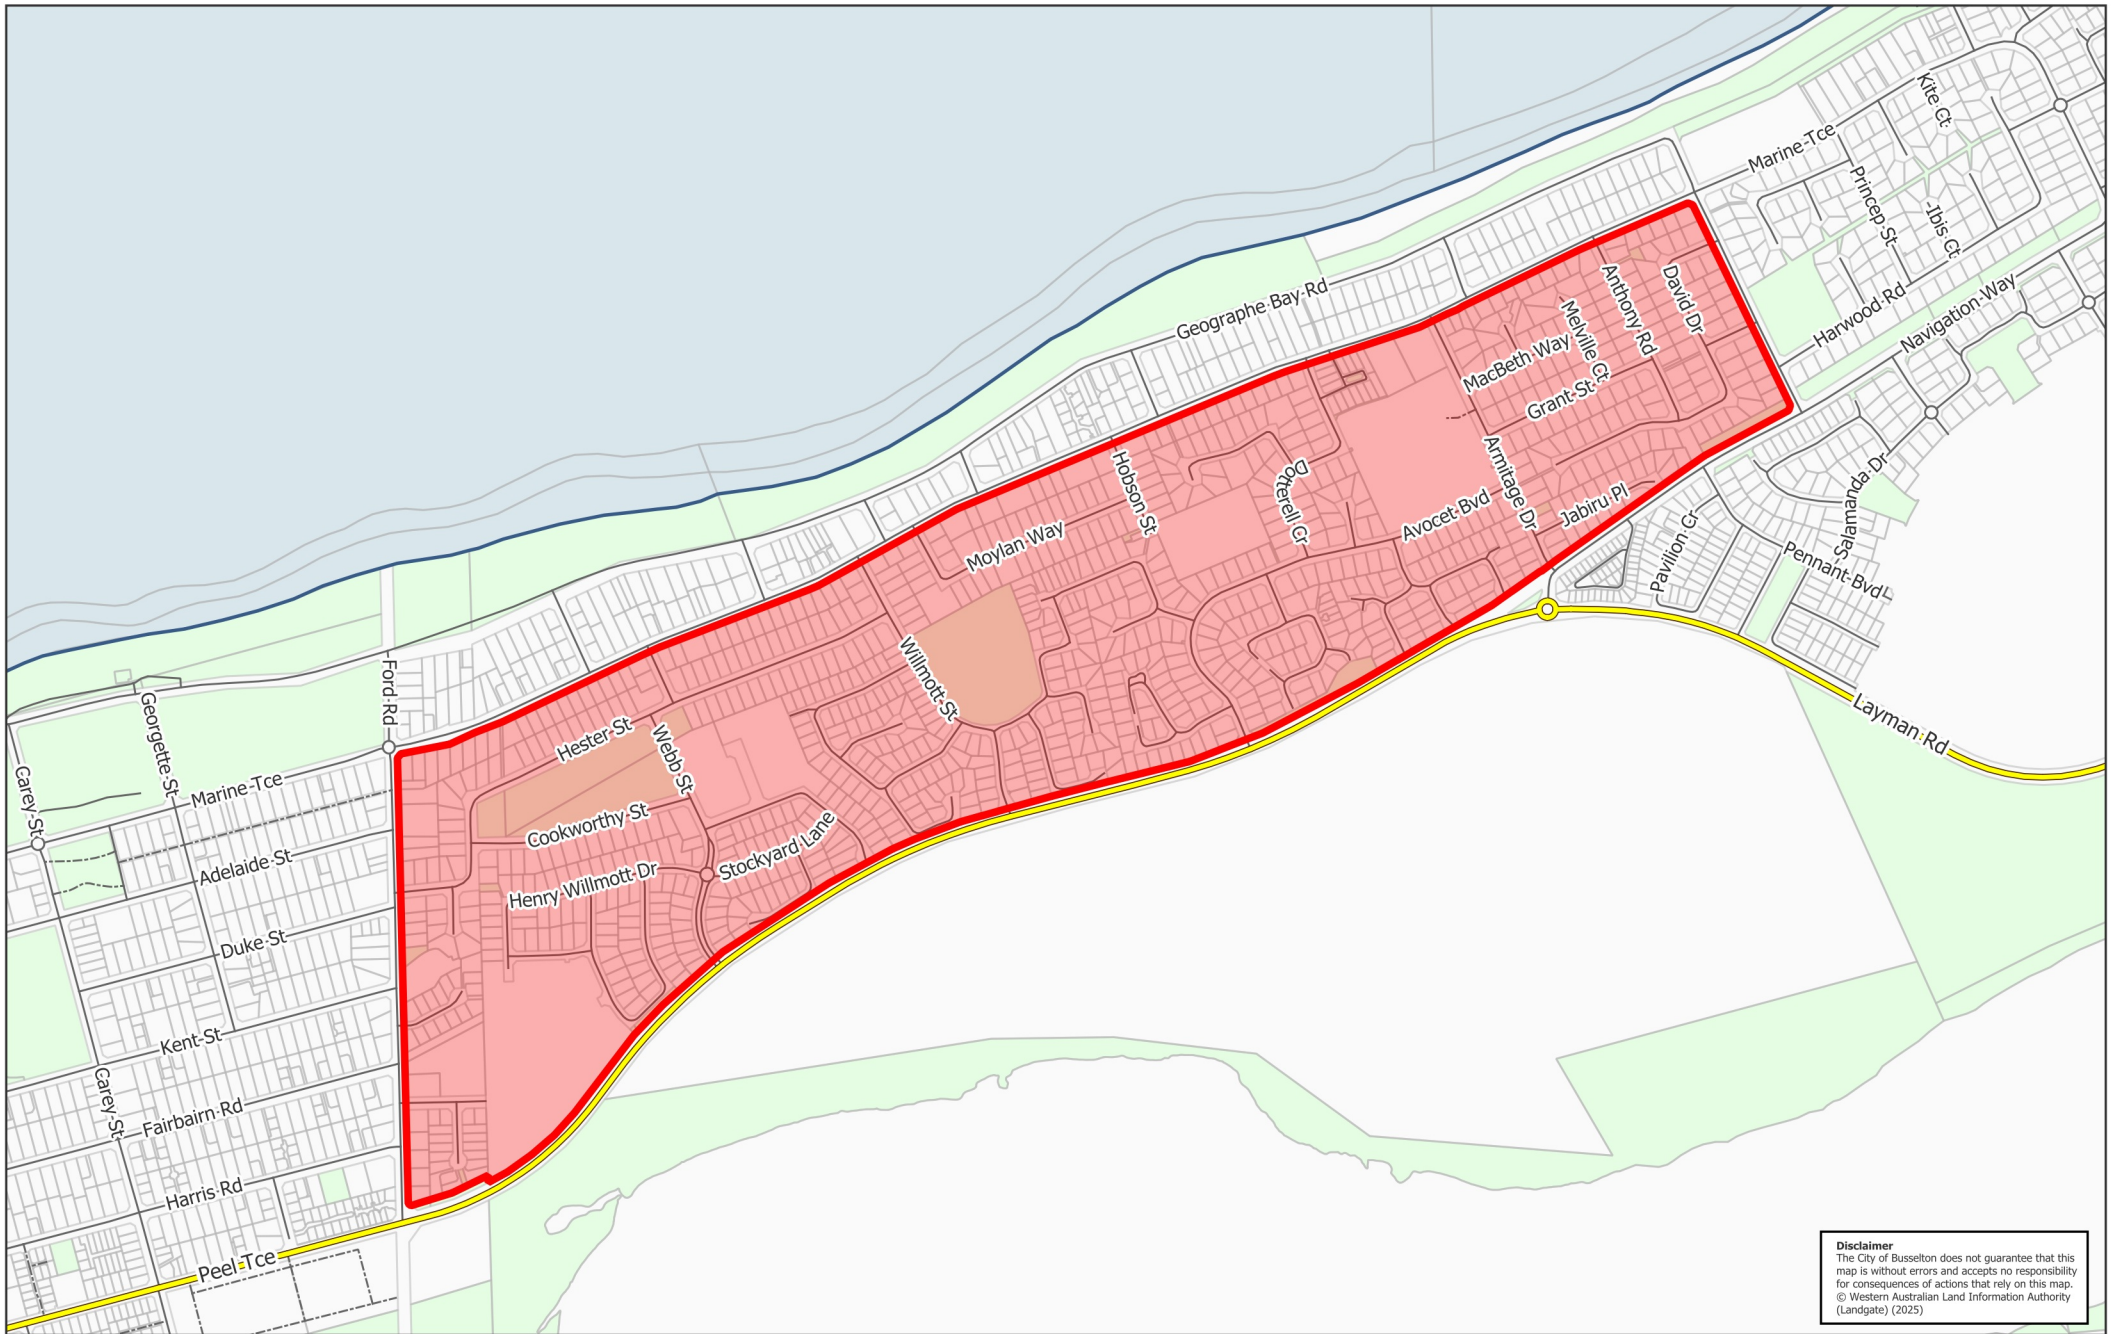 Kite Ct
Marine Tce
Princep St
Ibis Ct
Harwood Rd
Navigation Way
Geographe Bay Rd
David Dr
Anthony Rd
Melville Ct
MacBeth Way
Grant St
Armitage Dr
Avocet Bvd
Jabiru Pl
Dotterell Cr
Hobson St
Moylan Way
Salamanda Dr
Pavilion Cr
Pennant Bvd
Layman Rd
Willmott St
Ford Rd
Georgette St
Hester St
Webb St
Carey St
Marine Tce
Cookworthy St
Stockyard Lane
Adelaide St
Henry Willmott Dr
Duke St
Kent St
Carey St
Fairbairn Rd
Harris Rd
Peel Tce
Disclaimer
The City of Busselton does not guarantee that this
map is without errors and accepts no responsibility
for consequences of actions that rely on this map.
© Western Australian Land Information Authority
(Landgate) (2025)